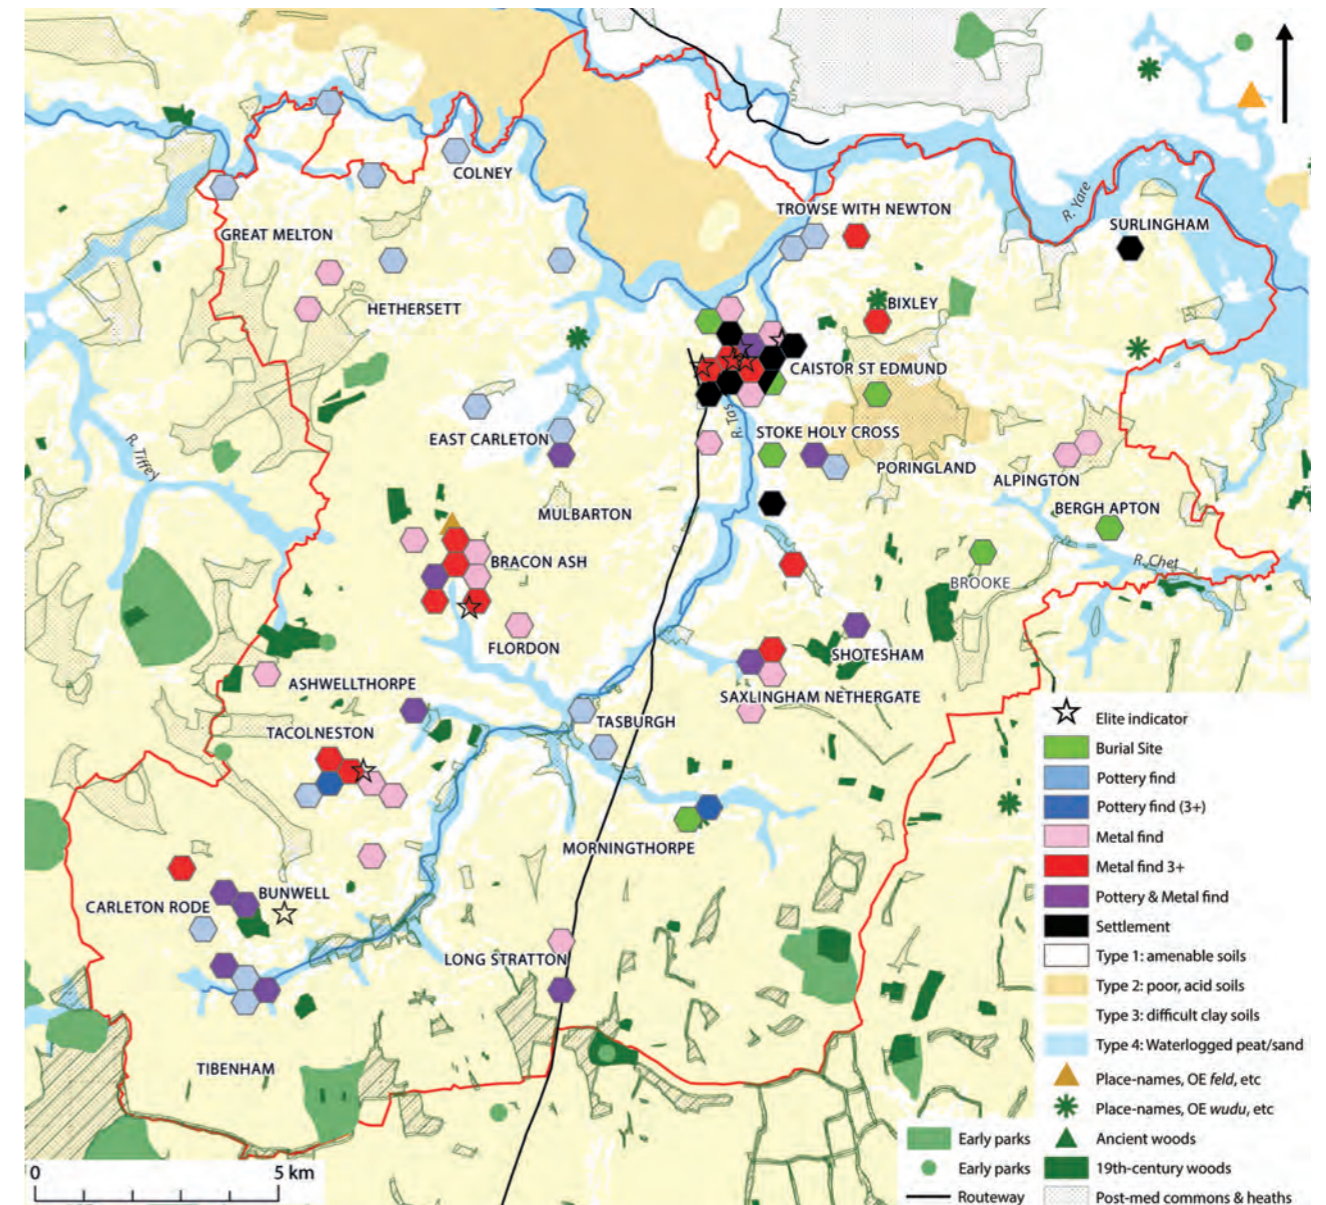 COLNEY
TROWSE WITH NEWTON
R. Yare
SURLINGHAM
GREAT MELTON
HETHERSETT
BIXLEY
CAISTOR ST EDMUND
R. Tas
EAST CARLETON
STOKE HOLY CROSS
R. Tiffey
PORINGLAND
ALPINGTON
MULBARTON
BERGH APTON
BRACON ASH
R. Chet
BROOKE
FLORDON
SHOTESHAM
ASHWELLTHORPE
SAXLINGHAM NETHERGATE
TASBURGH
TACOLNESTON
MORNINGTHORPE
BUNWELL
CARLETON RODE
LONG STRATTON
TIBENHAM
0 5 km
Elite indicator
Burial Site
Pottery find
Pottery find (3+)
Metal find
Metal find 3+
Pottery & Metal find
Settlement
Type 1: amenable soils
Type 2: poor, acid soils
Type 3: difficult clay soils
Type 4: Waterlogged peat/sand
Place-names, OE feld, etc
Place-names, OE wudu, etc
Ancient woods
19th-century woods
Post-med commons & heaths
Early parks
Early parks
Routeway